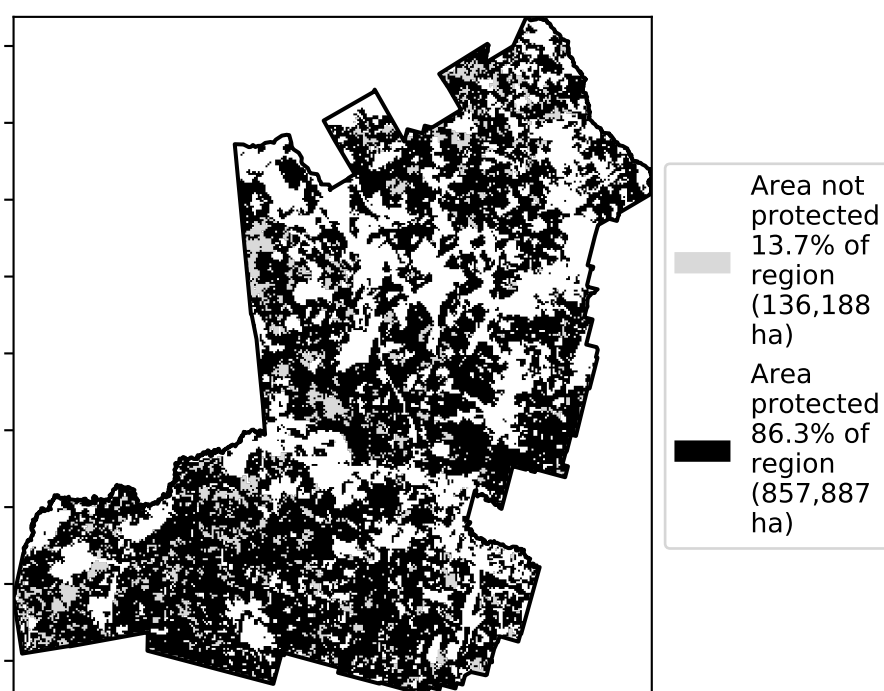 Area not
protected
13.7% of
region
(136,188
ha)
Area
protected
86.3% of
region
(857,887
ha)